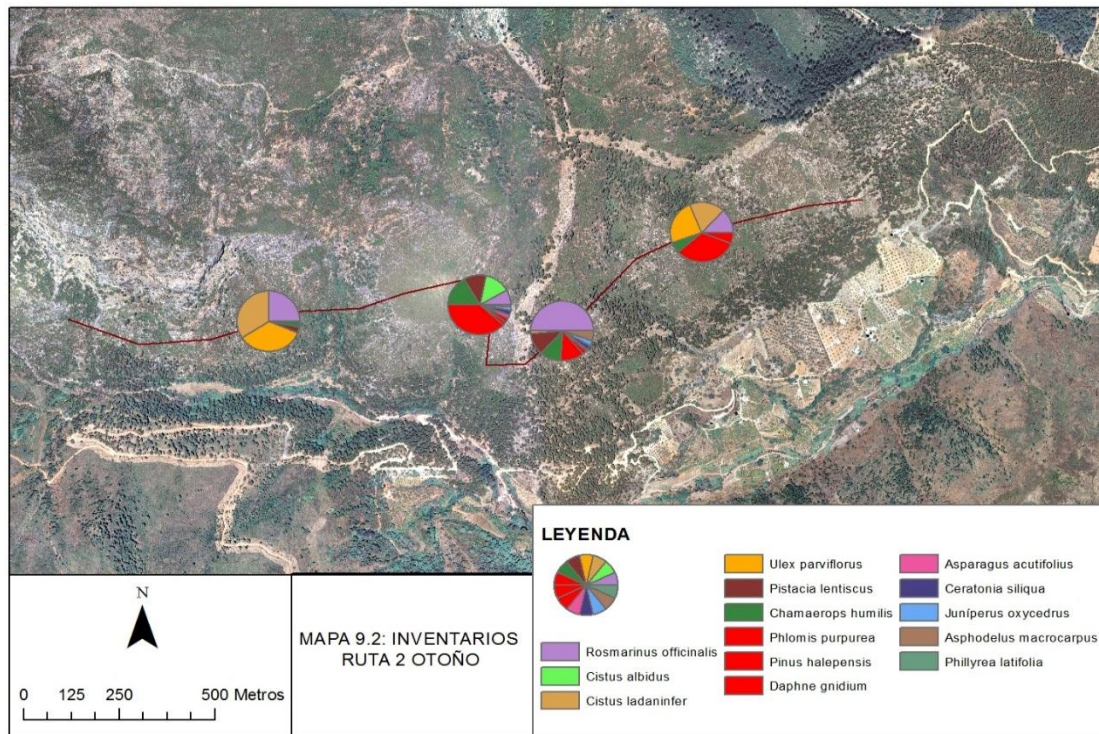 LEYENDA
Rosmarinus officinalis
Cistus albidus
Cistus ladaninfer
Ulex parviflorus
Pistacia lentiscus
Chamaerops humilis
Phlomis purpurea
Pinus halepensis
Daphne gnidium
Asparagus acutifolius
Ceratonia siliqua
Juníperus oxycedrus
Asphodelus macrocarpus
Phillyrea latifolia
N
0 125 250 500 Metros
MAPA 9.2: INVENTARIOS
RUTA 2 OTOÑO